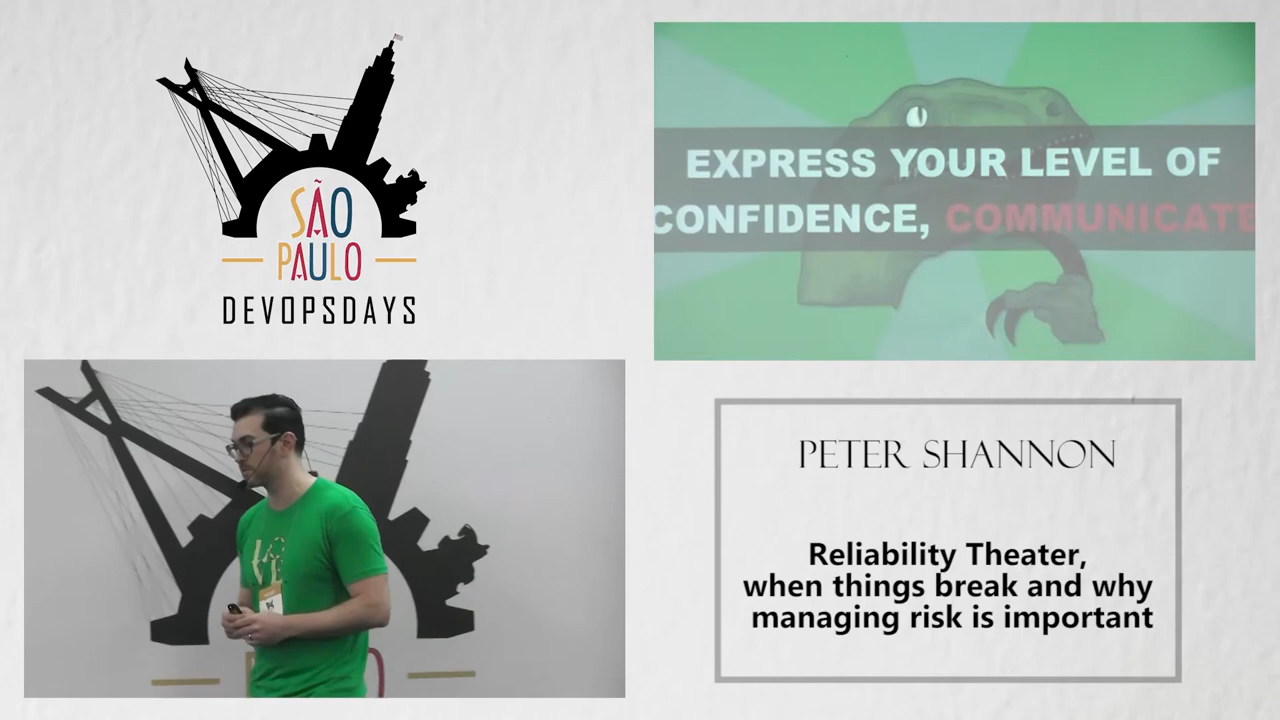 SÃO
PAULO
DEVOPSDAYS
EXPRESS YOUR LEVEL OF
CONFIDENCE, COMMUNICATE
LOVE
PETER SHANNON
Reliability Theater,
when things break and why
managing risk is important